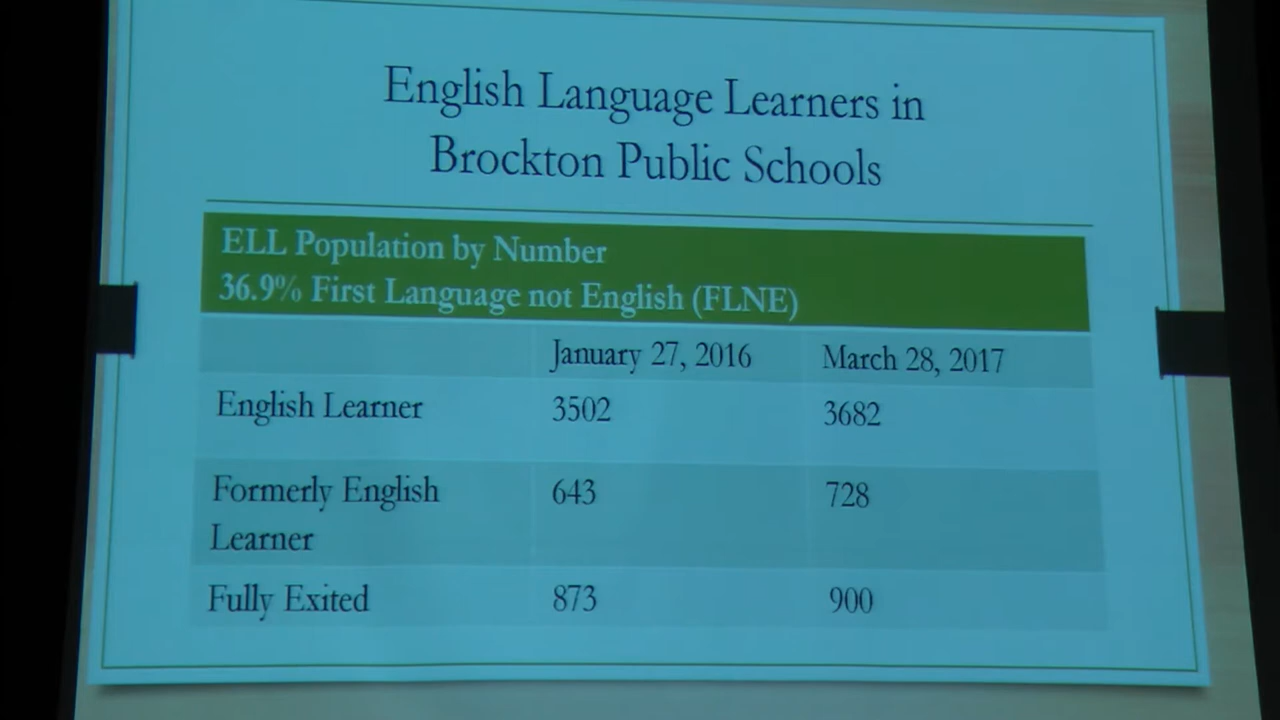 English Language Learners in
Brockton Public Schools
ELL Population by Number
36.9% First Language not English (FLNE)
January 27, 2016 March 28, 2017
English Learner 3502 3682
Formerly English 643 728
Learner
Fully Exited 873 900